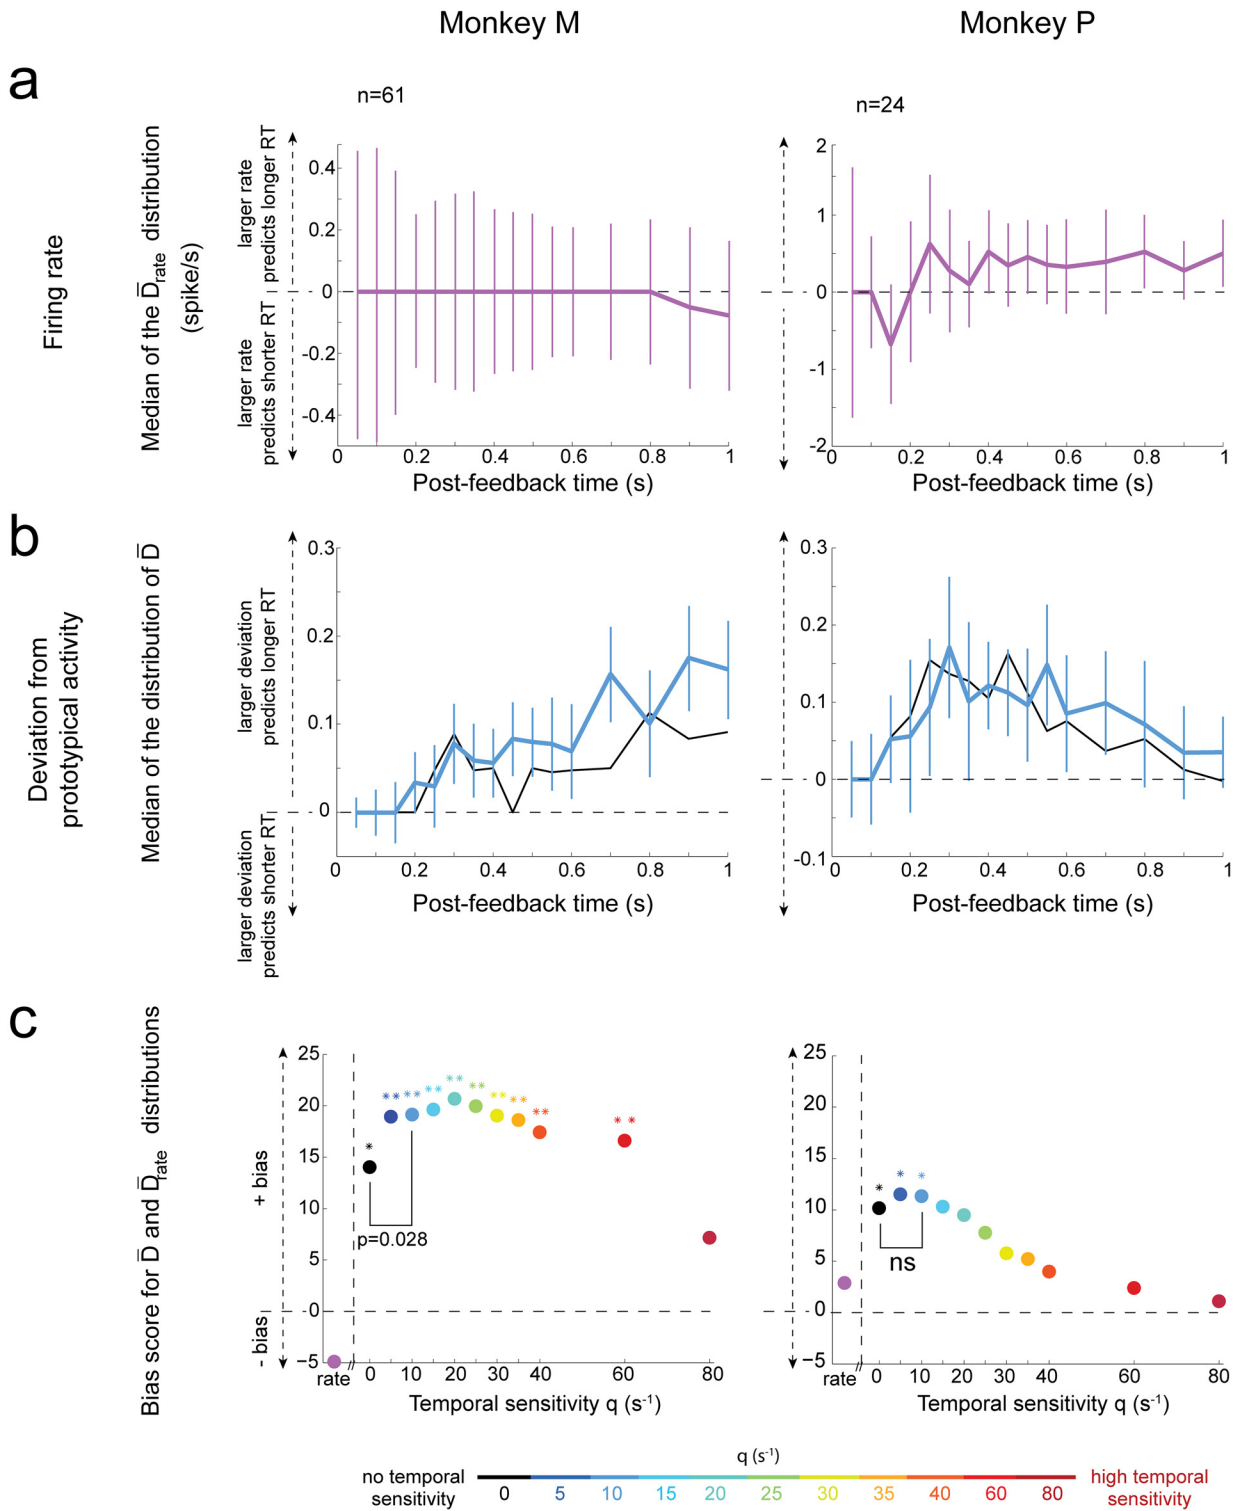 Monkey M
Monkey P
a
Firing rate
Median of the D̅rate distribution
(spike/s)
larger rate
predicts longer RT
larger rate
predicts shorter RT
n=61
0.4
0.2
0
-0.2
-0.4
0 0.2 0.4 0.6 0.8 1
Post-feedback time (s)
n=24
2
1
0
-1
-2
0 0.2 0.4 0.6 0.8 1
Post-feedback time (s)
b
Deviation from
prototypical activity
Median of the distribution of D̅
larger deviation
predicts longer RT
larger deviation
predicts shorter RT
0.3
0.2
0.1
0
0 0.2 0.4 0.6 0.8 1
Post-feedback time (s)
0.3
0.2
0.1
0
-0.1
0 0.2 0.4 0.6 0.8 1
Post-feedback time (s)
c
Bias score for D̅ and D̅rate distributions
+ bias
- bias
25
20
15
10
5
0
−5
* ** ** ** ** ** ** ** ** **
p=0.028
rate 0 10 20 30 40 60 80
Temporal sensitivity q (s-1)
25
20
15
10
5
0
−5
* * *
ns
rate 0 10 20 30 40 60 80
Temporal sensitivity q (s-1)
q (s-1)
no temporal
sensitivity
0 5 10 15 20 25 30 35 40 60 80
high temporal
sensitivity